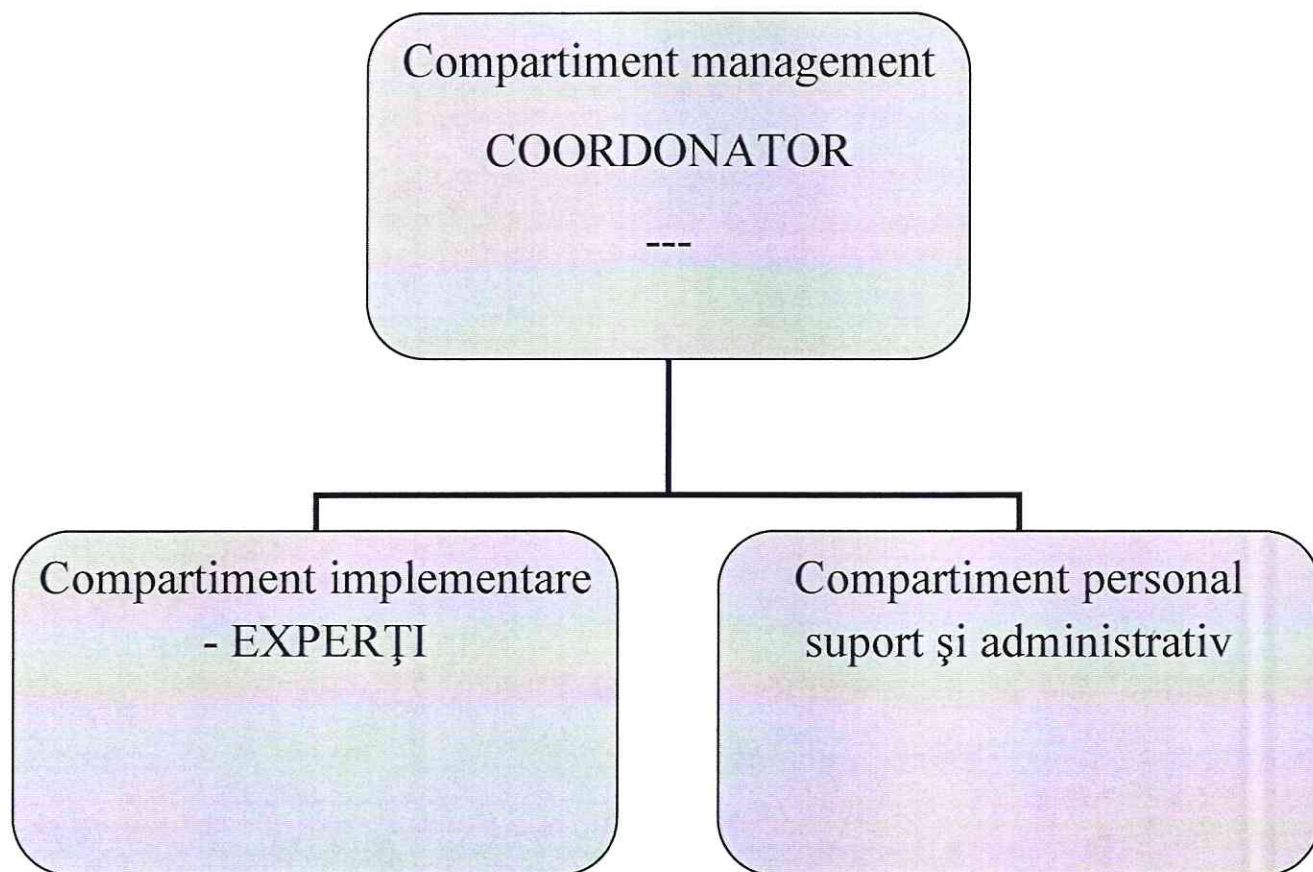 Compartiment management
COORDONATOR
---
Compartiment implementare
- EXPERŢI
Compartiment personal
suport şi administrativ